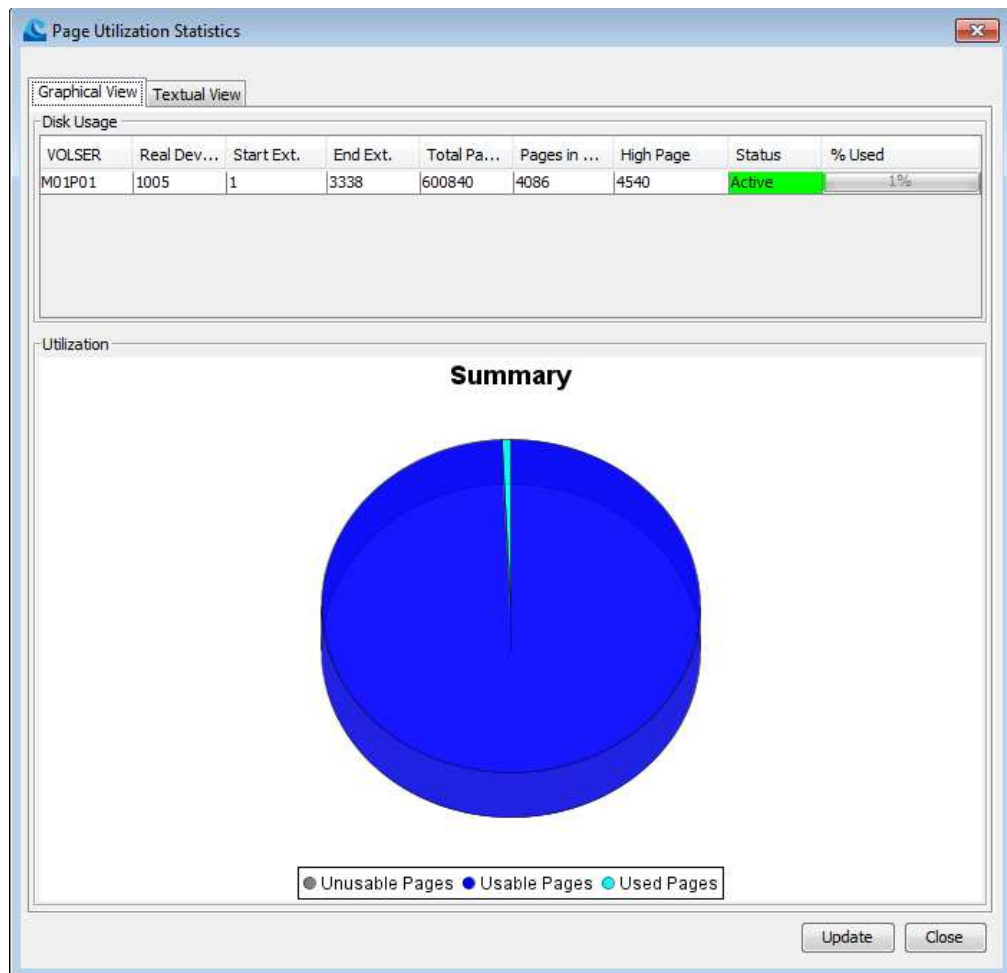 Page Utilization Statistics
Graphical View Textual View
Disk Usage
VOLSER Real Dev... Start Ext. End Ext. Total Pa... Pages in ... High Page Status % Used
M01P01 1005 1 3338 600840 4086 4540 Active 1%
Utilization
Summary
Unusable Pages Usable Pages Used Pages
Update Close